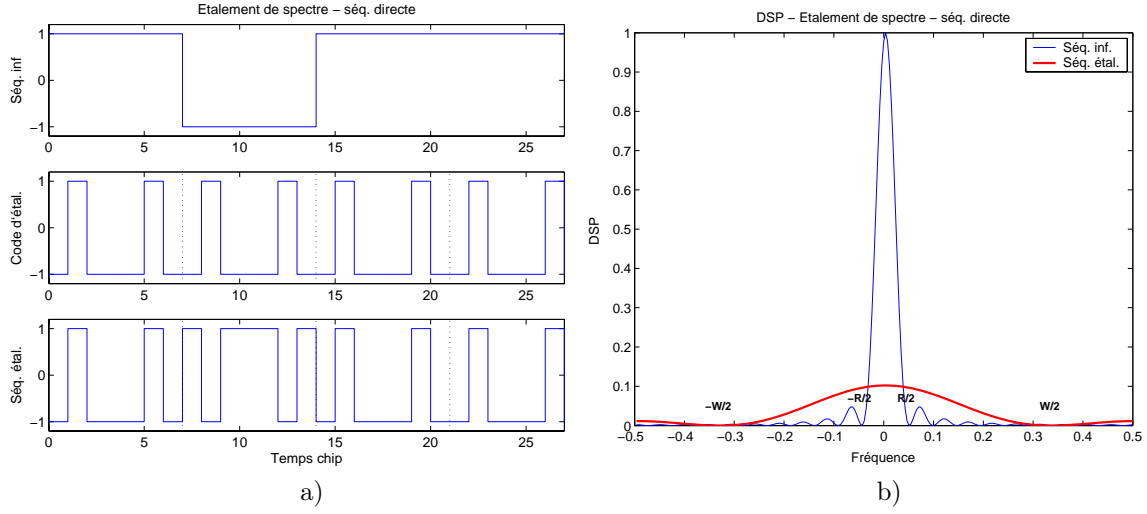 Etalement de spectre – séq. directe
Séq. inf
1
0
−1
0 5 10 15 20 25
Code d'étal.
1
0
−1
0 5 10 15 20 25
Séq. étal.
1
0
−1
0 5 10 15 20 25
Temps chip
a)
DSP – Etalement de spectre – séq. directe
Séq. inf.
Séq. étal.
DSP
1
0.9
0.8
0.7
0.6
0.5
0.4
0.3
0.2
0.1
0
−W/2 −R/2 R/2 W/2
−0.5 −0.4 −0.3 −0.2 −0.1 0 0.1 0.2 0.3 0.4 0.5
Fréquence
b)